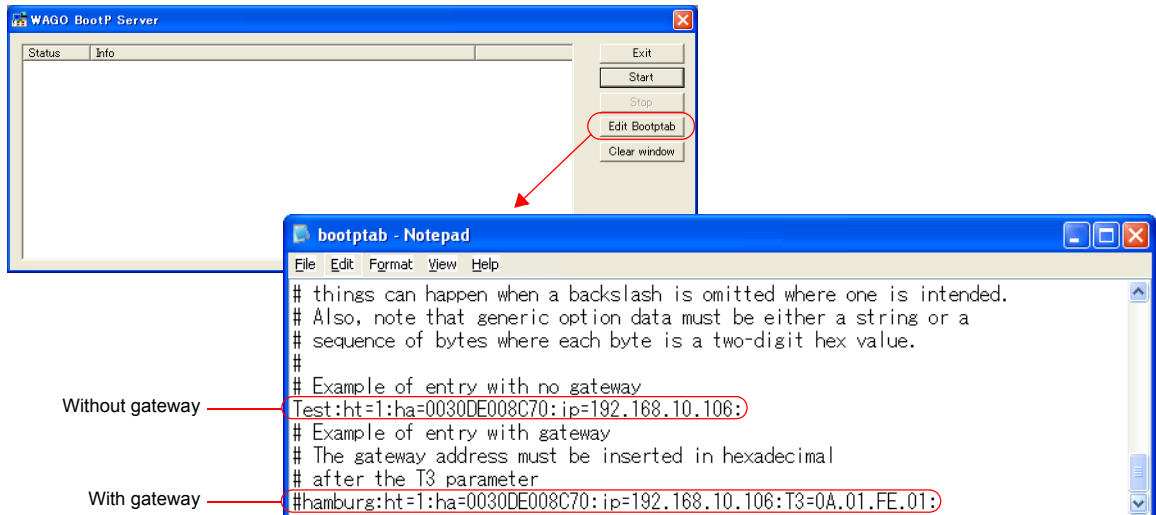 WAGO BootP Server
Status Info
Exit
Start
Stop
Edit Bootptab
Clear window
bootptab - Notepad
File Edit Format View Help
# things can happen when a backslash is omitted where one is intended.
# Also, note that generic option data must be either a string or a
# sequence of bytes where each byte is a two-digit hex value.
#
# Example of entry with no gateway
Without gateway
Test:ht=1:ha=0030DE008C70:ip=192.168.10.106:
# Example of entry with gateway
# The gateway address must be inserted in hexadecimal
# after the T3 parameter
With gateway
#hamburg:ht=1:ha=0030DE008C70:ip=192.168.10.106:T3=0A.01.FE.01: